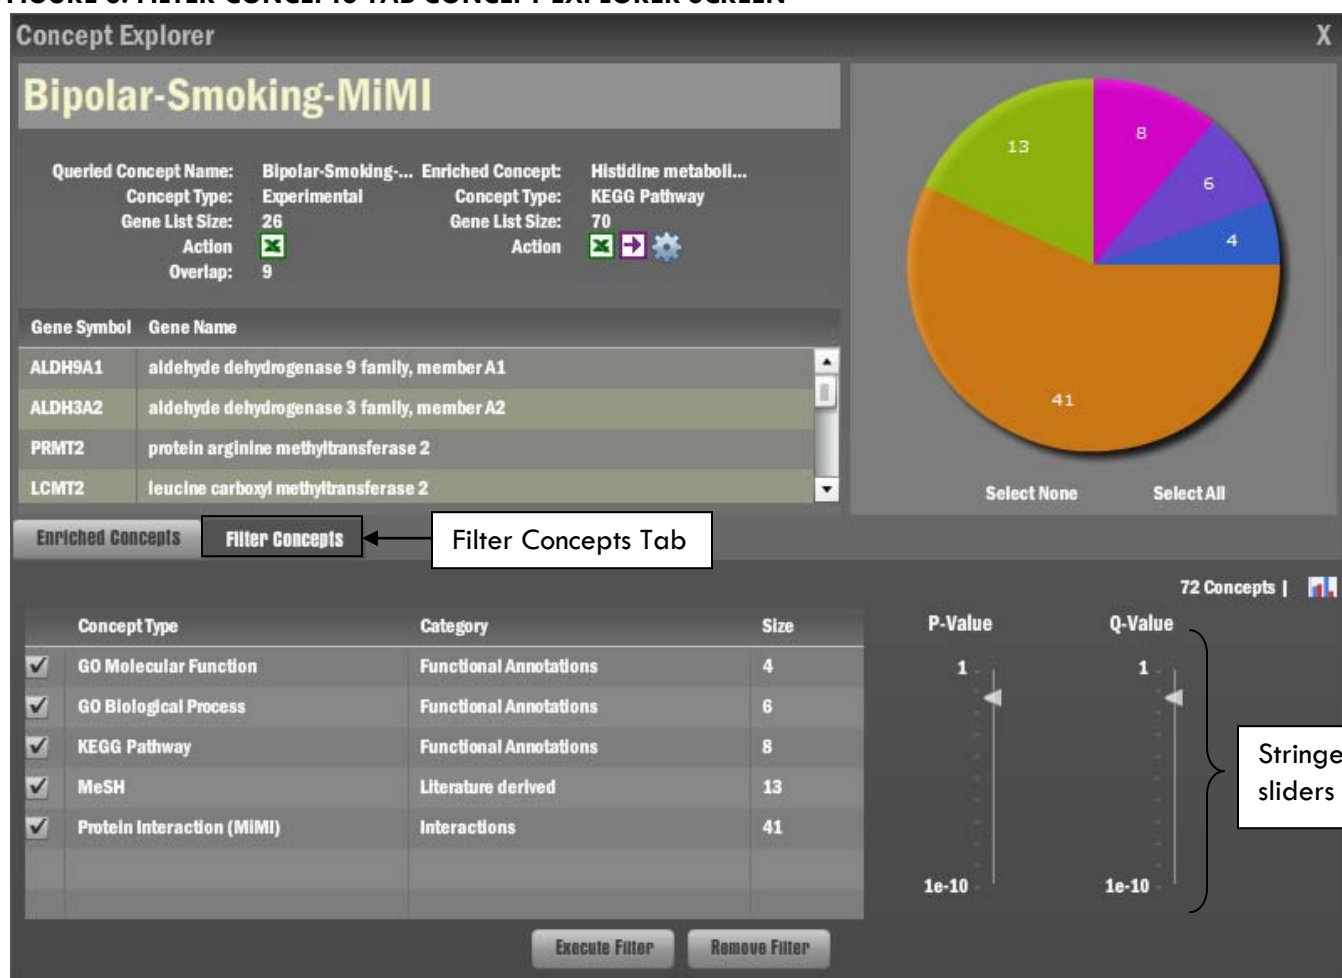 Concept Explorer X
Bipolar-Smoking-MiMI
Queried Concept Name: Bipolar-Smoking-... Enriched Concept: Histidine metaboli...
Concept Type: Experimental Concept Type: KEGG Pathway
Gene List Size: 26 Gene List Size: 70
Action Action
Overlap: 9
Gene Symbol Gene Name
ALDH9A1 aldehyde dehydrogenase 9 family, member A1
ALDH3A2 aldehyde dehydrogenase 3 family, member A2
PRMT2 protein arginine methyltransferase 2
LCMT2 leucine carboxyl methyltransferase 2
13
8
6
4
41
Select None Select All
Enriched Concepts Filter Concepts Filter Concepts Tab
72 Concepts |
Concept Type Category Size
GO Molecular Function Functional Annotations 4
GO Biological Process Functional Annotations 6
KEGG Pathway Functional Annotations 8
MeSH Literature derived 13
Protein Interaction (MiMI) Interactions 41
P-Value Q-Value
1 1
1e-10 1e-10
Stringe
sliders
Execute Filter Remove Filter